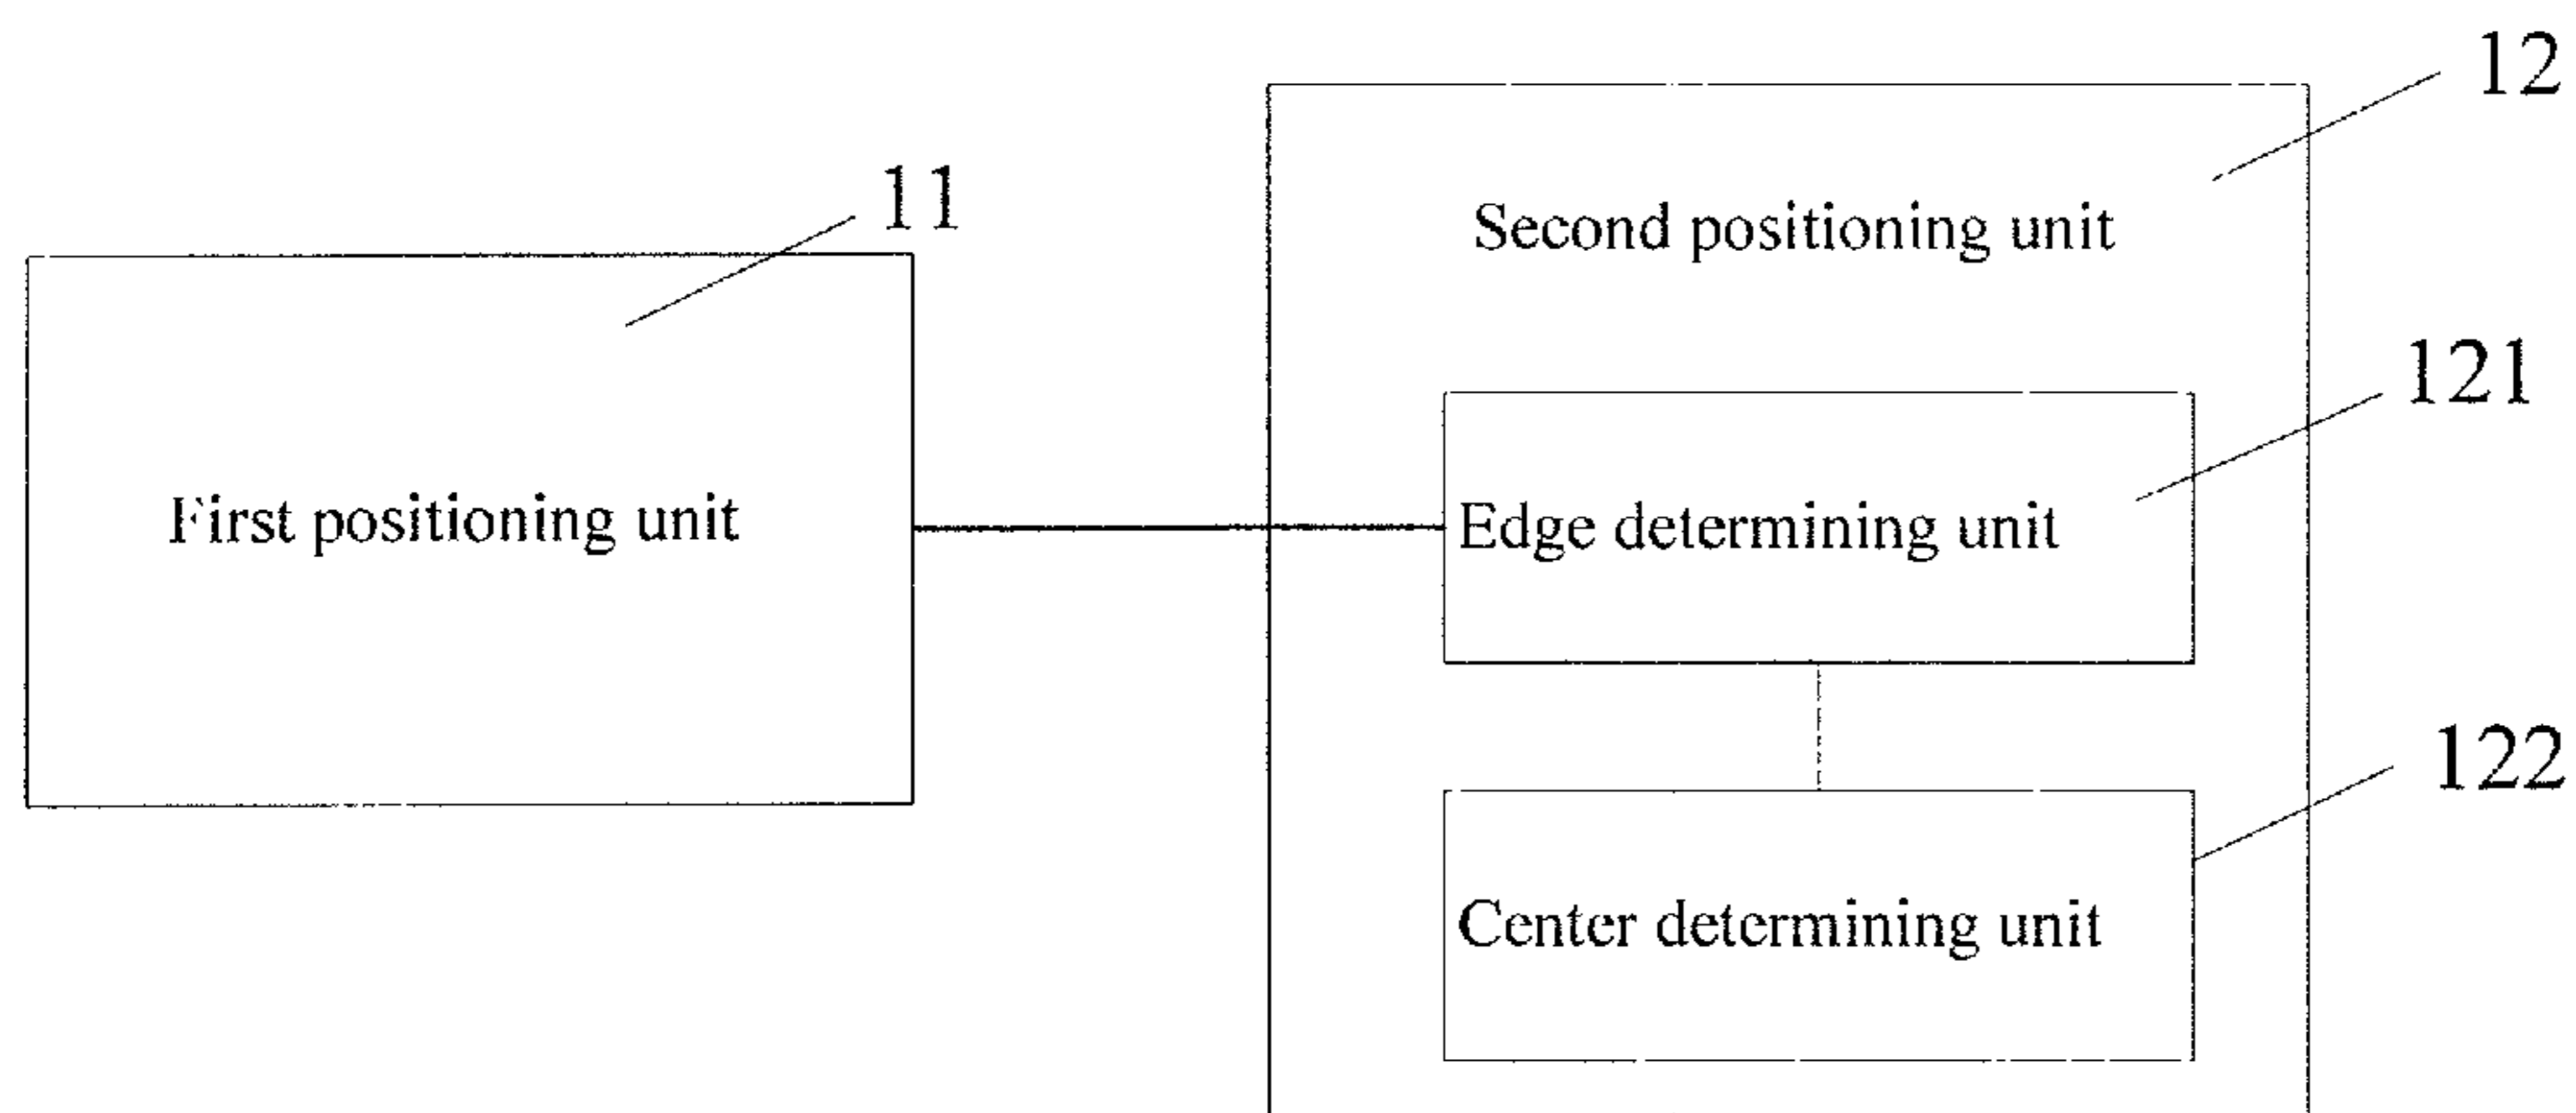 12
11
Second positioning unit
121
First positioning unit
Edge determining unit
122
Center determining unit